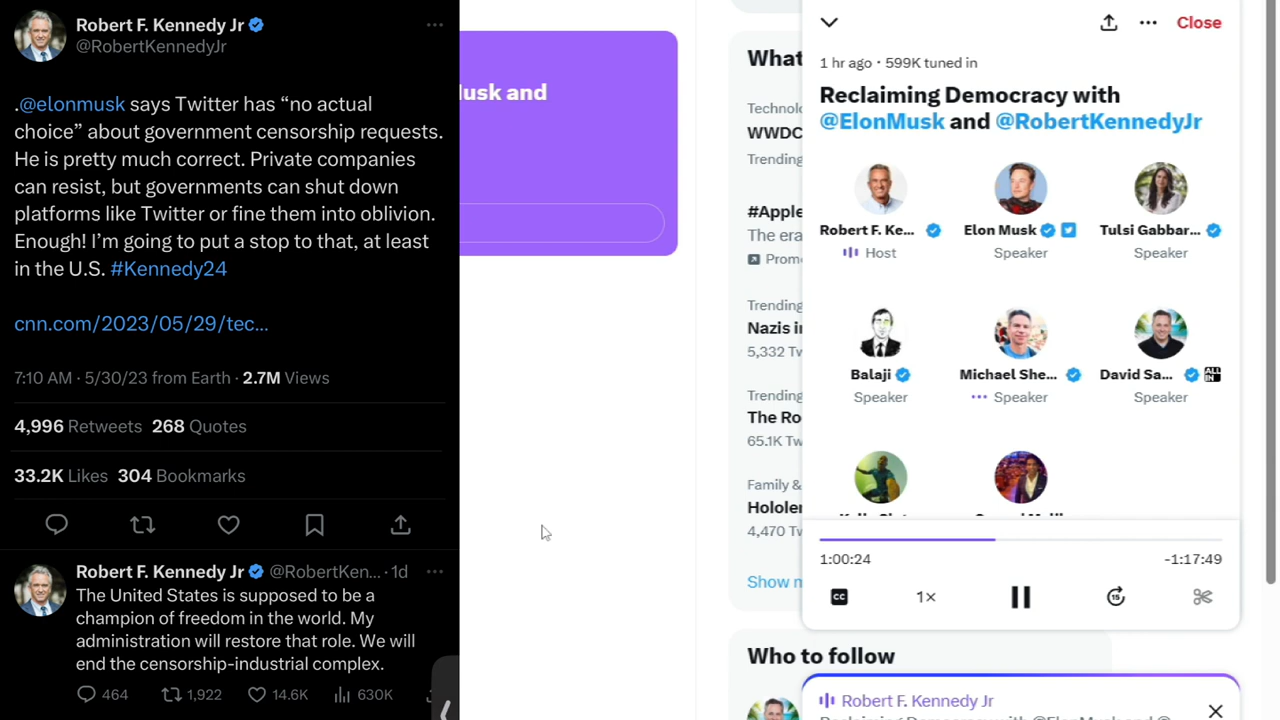 Robert F. Kennedy Jr
@RobertKennedyJr
.@elonmusk says Twitter has “no actual
choice” about government censorship requests.
He is pretty much correct. Private companies
can resist, but governments can shut down
platforms like Twitter or fine them into oblivion.
Enough! I’m going to put a stop to that, at least
in the U.S. #Kennedy24
cnn.com/2023/05/29/tec...
7:10 AM · 5/30/23 from Earth · 2.7M Views
4,996 Retweets 268 Quotes
33.2K Likes 304 Bookmarks
Robert F. Kennedy Jr @RobertKen... · 1d
The United States is supposed to be a
champion of freedom in the world. My
administration will restore that role. We will
end the censorship-industrial complex.
464 1,922 14.6K 630K
usk and
What
Technol
WWDC
Trending
#Apple
The era
Promo
Trending
Nazis i
5,332 Tw
Trending
The Ro
65.1K Tw
Family &
Hololer
4,470 Tw
Show m
Who to follow
Close
1 hr ago · 599K tuned in
Reclaiming Democracy with
@ElonMusk and @RobertKennedyJr
Robert F. Ke... Elon Musk Tulsi Gabbar...
Host Speaker Speaker
Balaji Michael She... David Sa... ALL IN
Speaker Speaker Speaker
1:00:24 -1:17:49
CC 1× 15
Robert F. Kennedy Jr